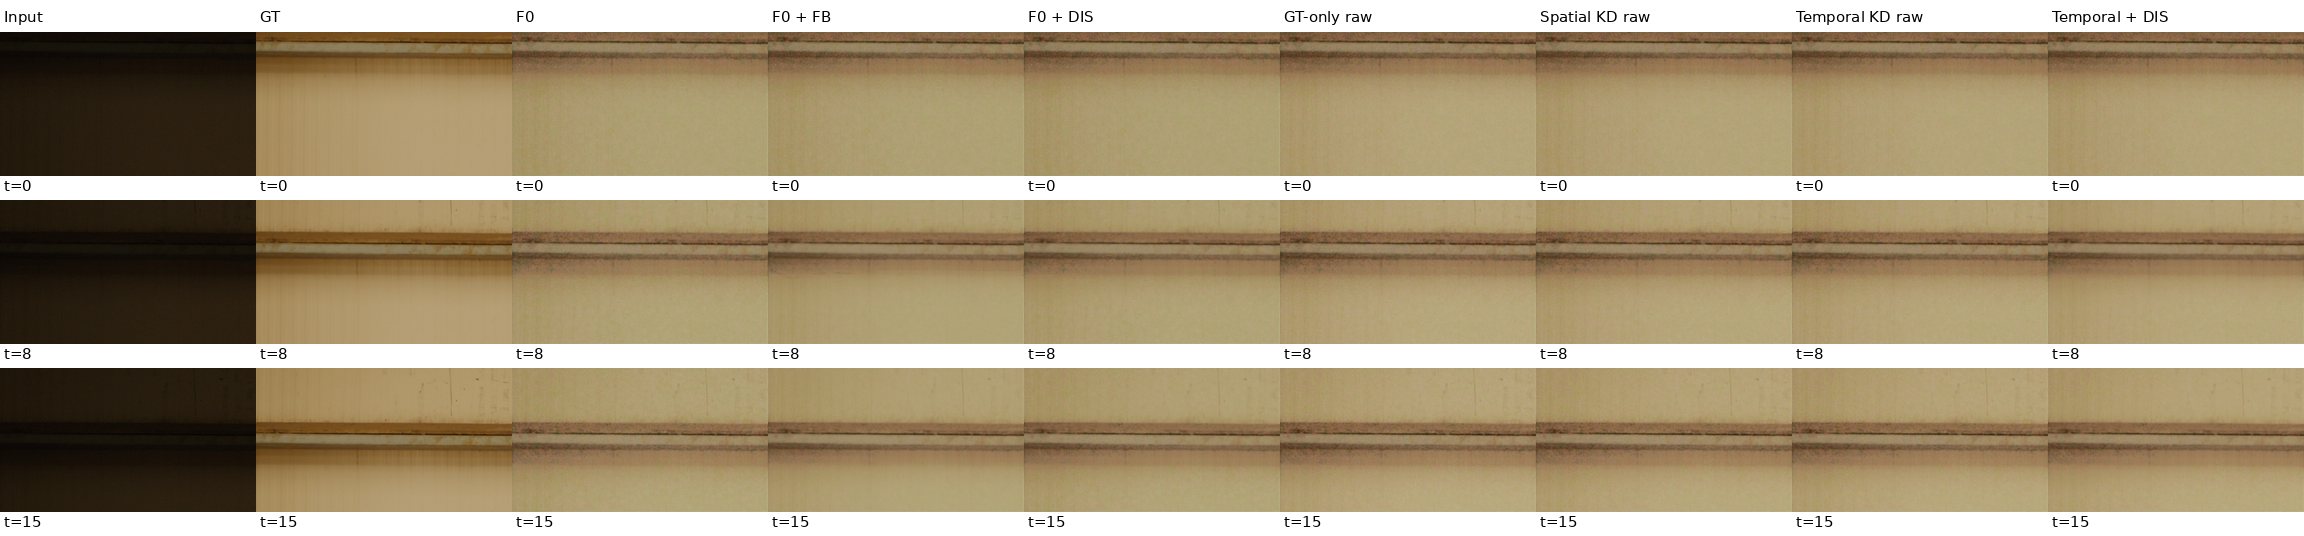 Input GT F0 F0 + FB F0 + DIS GT-only raw Spatial KD raw Temporal KD raw Temporal + DIS
t=0 t=0 t=0 t=0 t=0 t=0 t=0 t=0 t=0
t=8 t=8 t=8 t=8 t=8 t=8 t=8 t=8 t=8
t=15 t=15 t=15 t=15 t=15 t=15 t=15 t=15 t=15